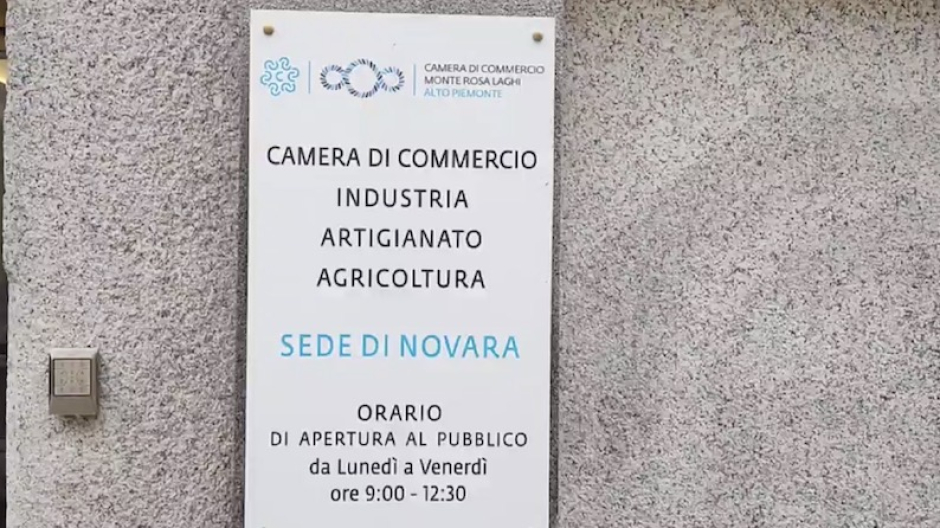 CAMERA DI COMMERCIO
MONTE ROSA LAGHI
ALTO PIEMONTE
CAMERA DI COMMERCIO
INDUSTRIA
ARTIGIANATO
AGRICOLTURA
SEDE DI NOVARA
ORARIO
DI APERTURA AL PUBBLICO
da Lunedì a Venerdì
ore 9:00 - 12:30